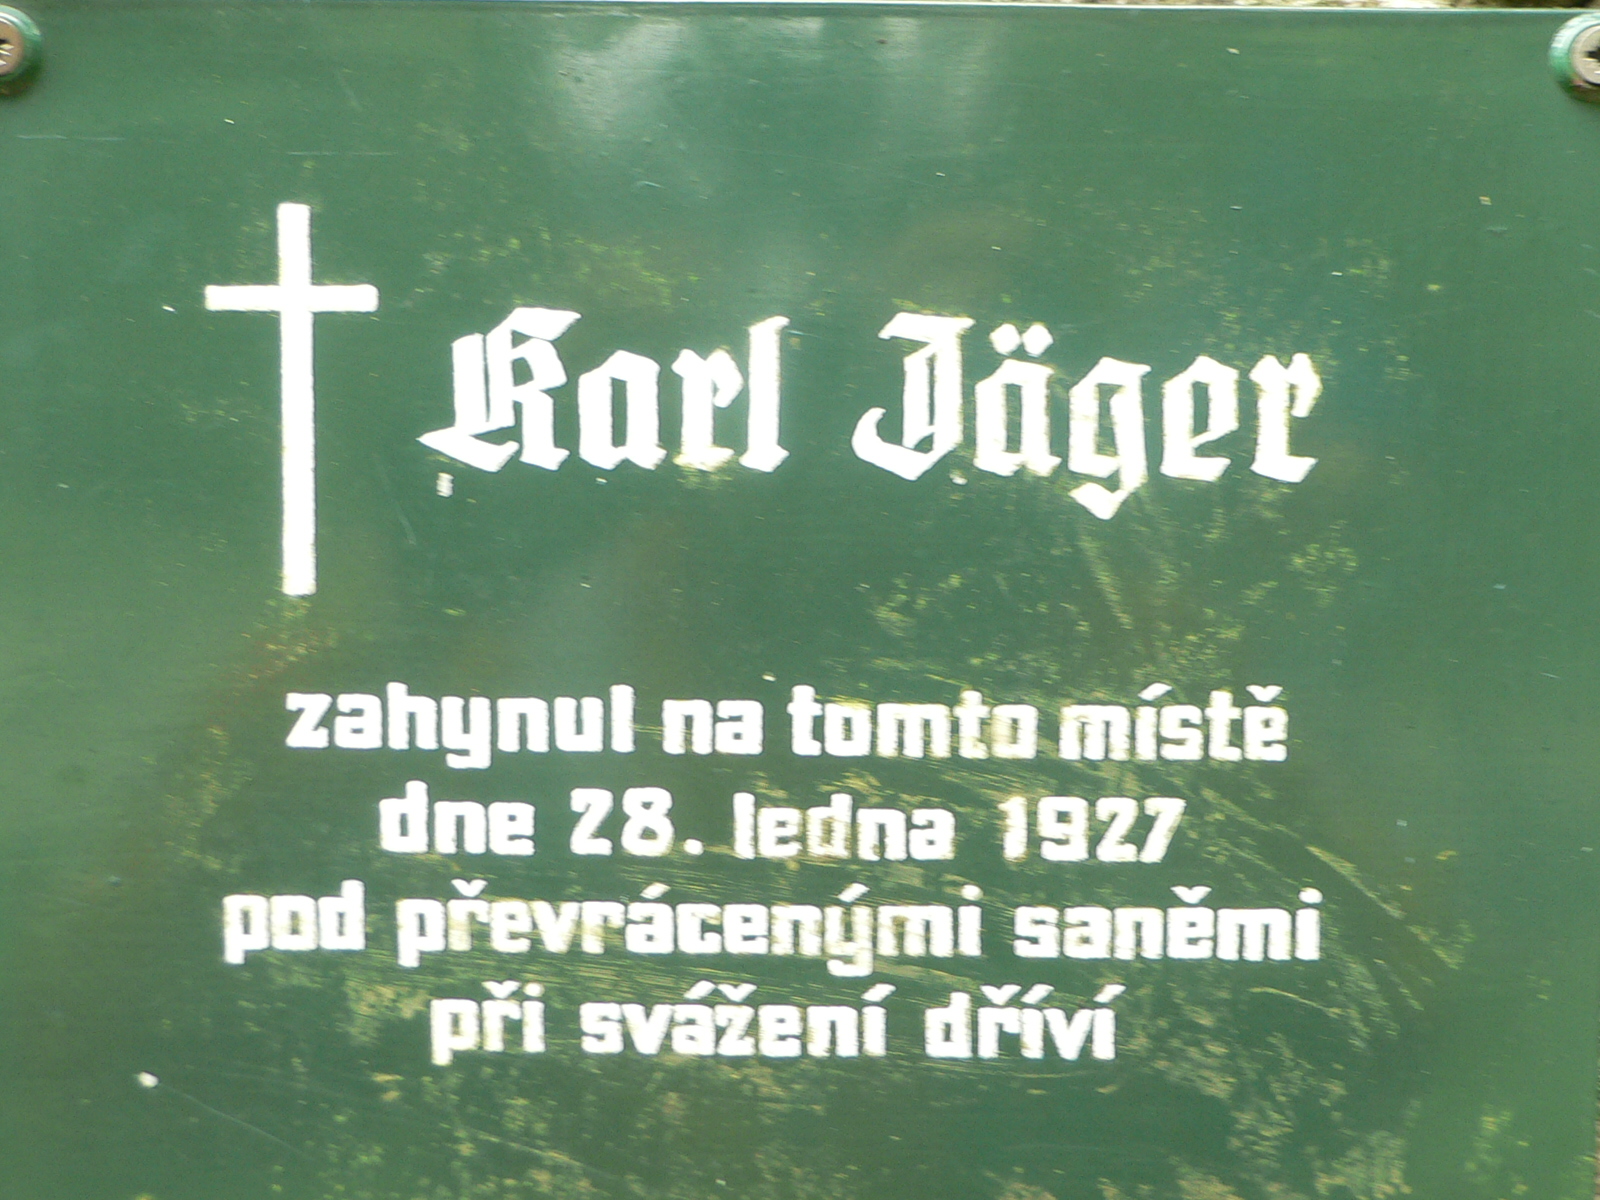 Karl Jäger
zahynul na tomto místě
dne 28. ledna 1927
pod převrácenými saněmi
při svážení dříví